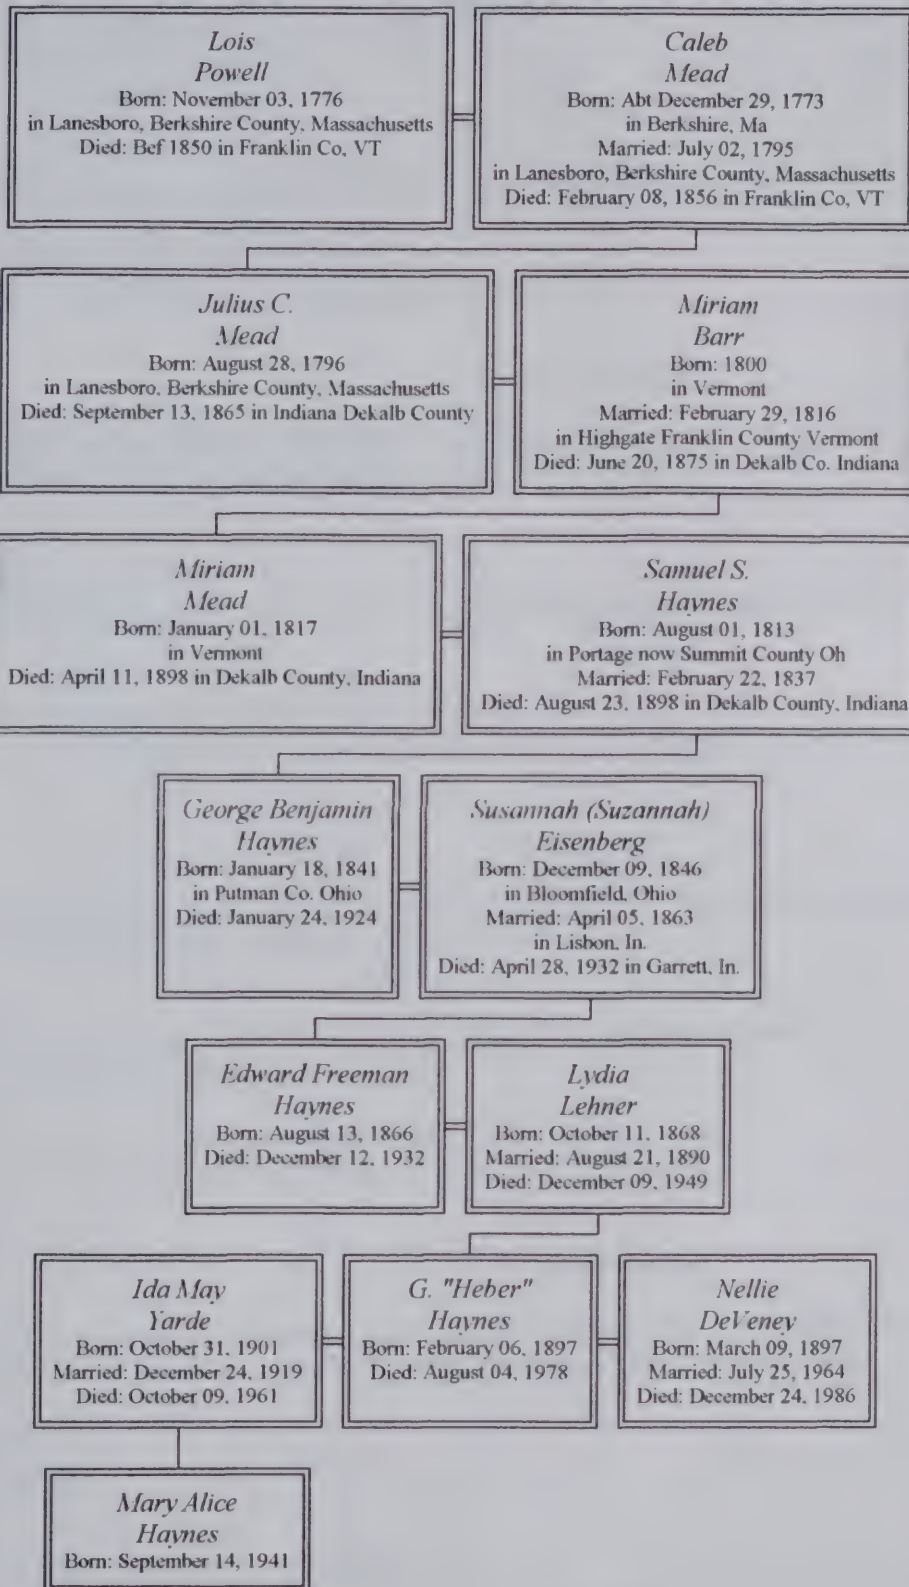 Lois
Powell
Born: November 03, 1776
in Lanesboro, Berkshire County, Massachusetts
Died: Bef 1850 in Franklin Co, VT
Caleb
Mead
Born: Abt December 29, 1773
in Berkshire, Ma
Married: July 02, 1795
in Lanesboro, Berkshire County, Massachusetts
Died: February 08, 1856 in Franklin Co, VT
Julius C.
Mead
Born: August 28, 1796
in Lanesboro, Berkshire County, Massachusetts
Died: September 13, 1865 in Indiana Dekalb County
Miriam
Barr
Born: 1800
in Vermont
Married: February 29, 1816
in Highgate Franklin County Vermont
Died: June 20, 1875 in Dekalb Co. Indiana
Miriam
Mead
Born: January 01, 1817
in Vermont
Died: April 11, 1898 in Dekalb County, Indiana
Samuel S.
Haynes
Born: August 01, 1813
in Portage now Summit County Oh
Married: February 22, 1837
Died: August 23, 1898 in Dekalb County, Indiana
George Benjamin
Haynes
Born: January 18, 1841
in Putman Co. Ohio
Died: January 24, 1924
Susannah (Suzannah)
Eisenberg
Born: December 09, 1846
in Bloomfield, Ohio
Married: April 05, 1863
in Lisbon, In.
Died: April 28, 1932 in Garrett, In.
Edward Freeman
Haynes
Born: August 13, 1866
Died: December 12, 1932
Lydia
Lehner
Born: October 11, 1868
Married: August 21, 1890
Died: December 09, 1949
Ida May
Yarde
Born: October 31, 1901
Married: December 24, 1919
Died: October 09, 1961
G. "Heber"
Haynes
Born: February 06, 1897
Died: August 04, 1978
Nellie
DeVeney
Born: March 09, 1897
Married: July 25, 1964
Died: December 24, 1986
Mary Alice
Haynes
Born: September 14, 1941